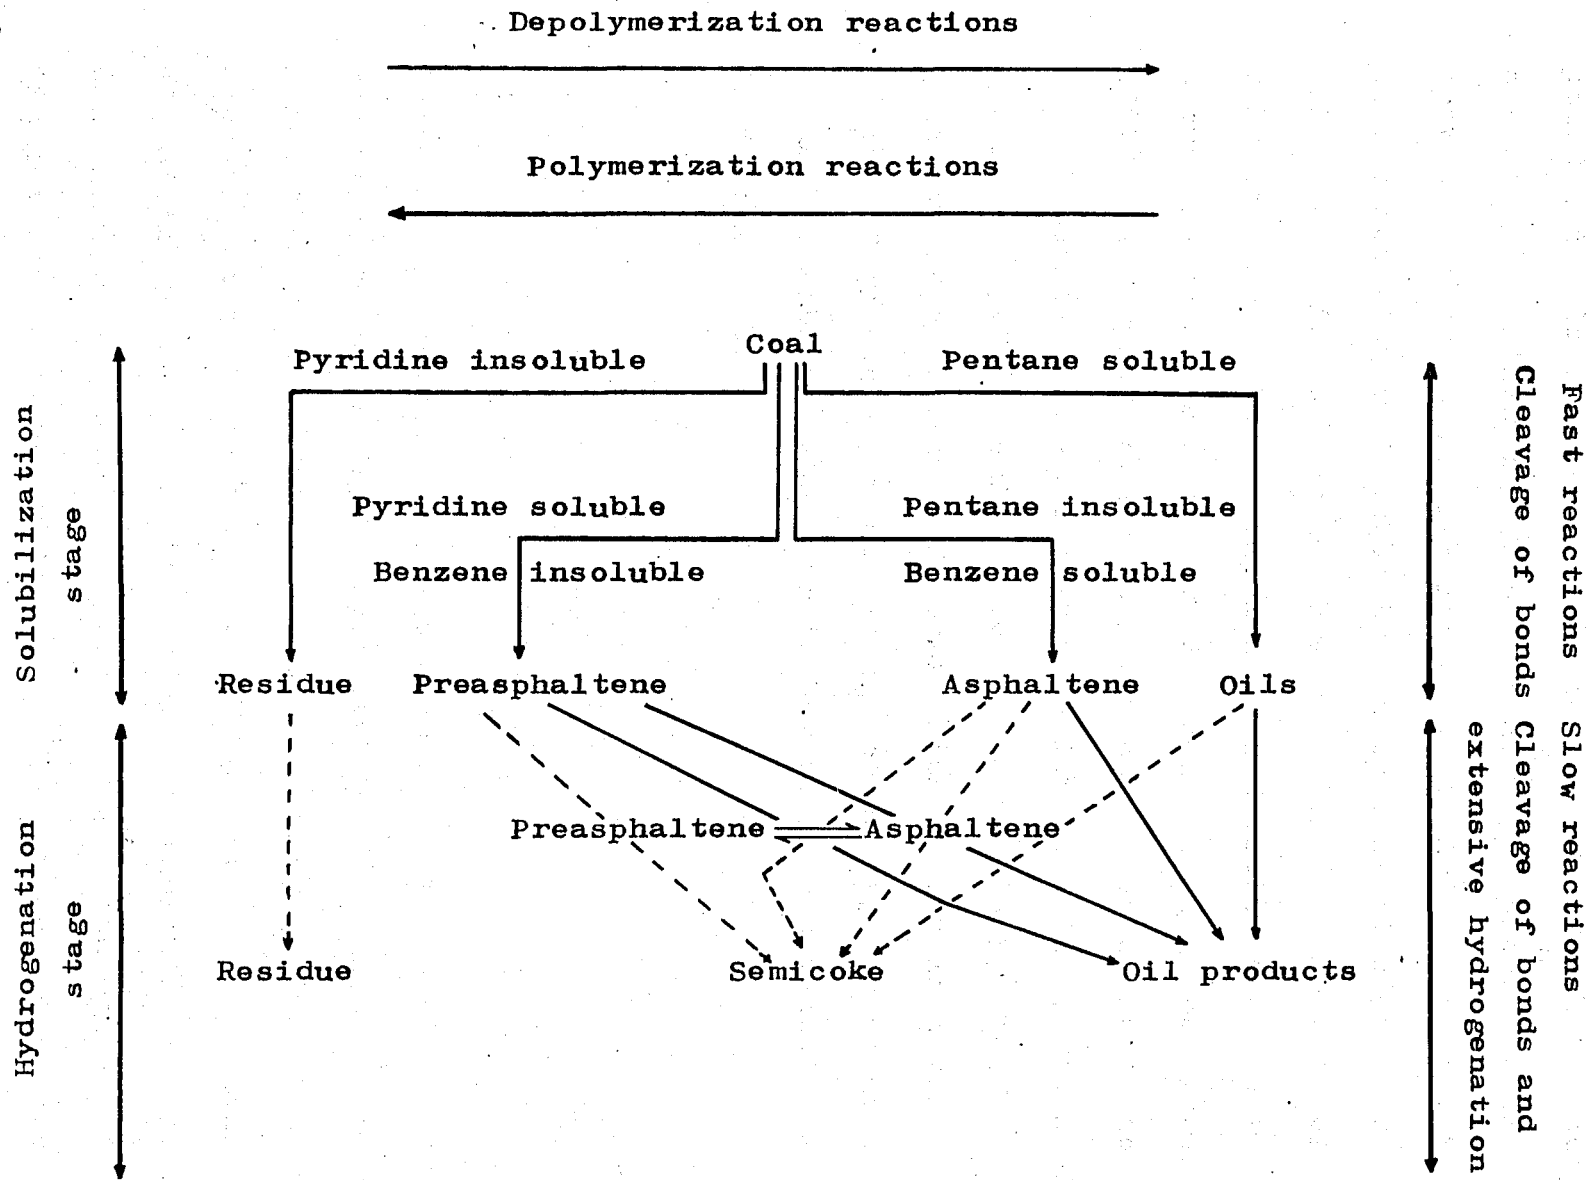 Depolymerization reactions
Polymerization reactions
Coal
Pyridine insoluble
Pentane soluble
Pyridine soluble
Pentane insoluble
Benzene insoluble
Benzene soluble
Residue
Preasphaltene
Asphaltene
Oils
Preasphaltene
Asphaltene
Residue
Semicoke
Oil products
Solubilization
stage
Hydrogenation
stage
Fast reactions
Cleavage of bonds
Slow reactions
Cleavage of bonds and
extensive hydrogenation